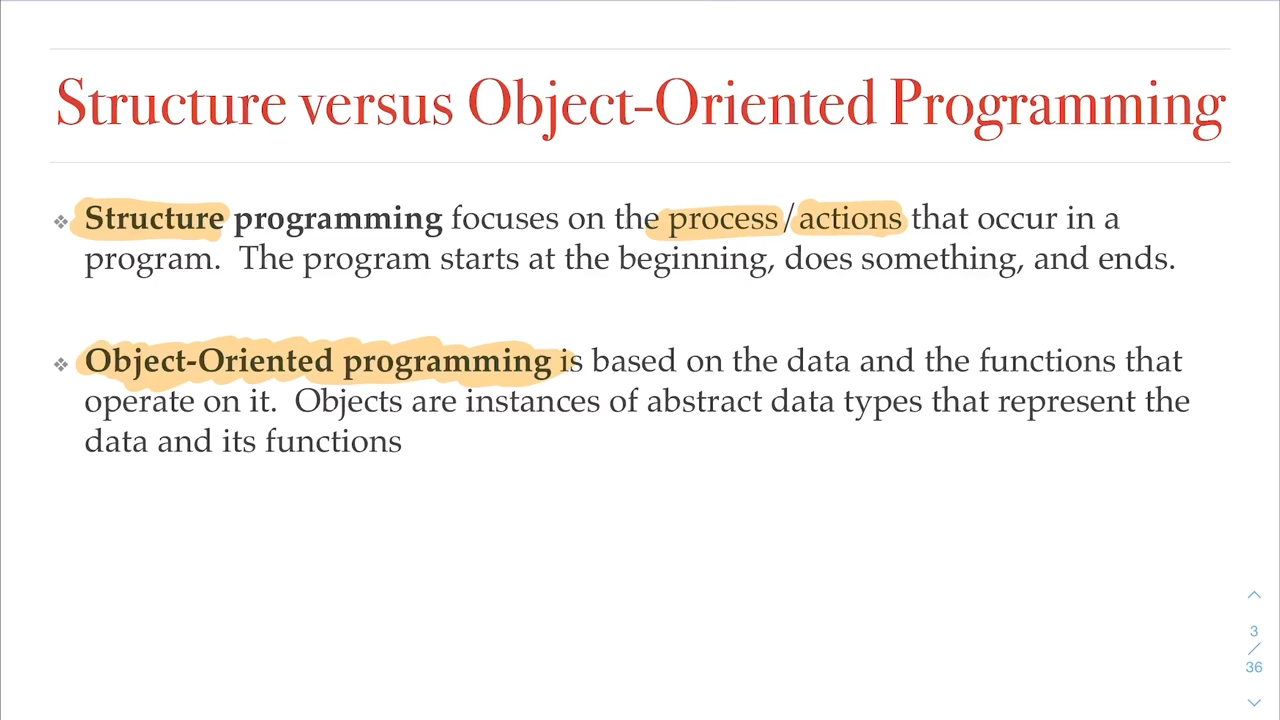 Structure versus Object-Oriented Programming
Structure programming focuses on the process/actions that occur in a
program. The program starts at the beginning, does something, and ends.
Object-Oriented programming is based on the data and the functions that
operate on it. Objects are instances of abstract data types that represent the
data and its functions
3
/
36